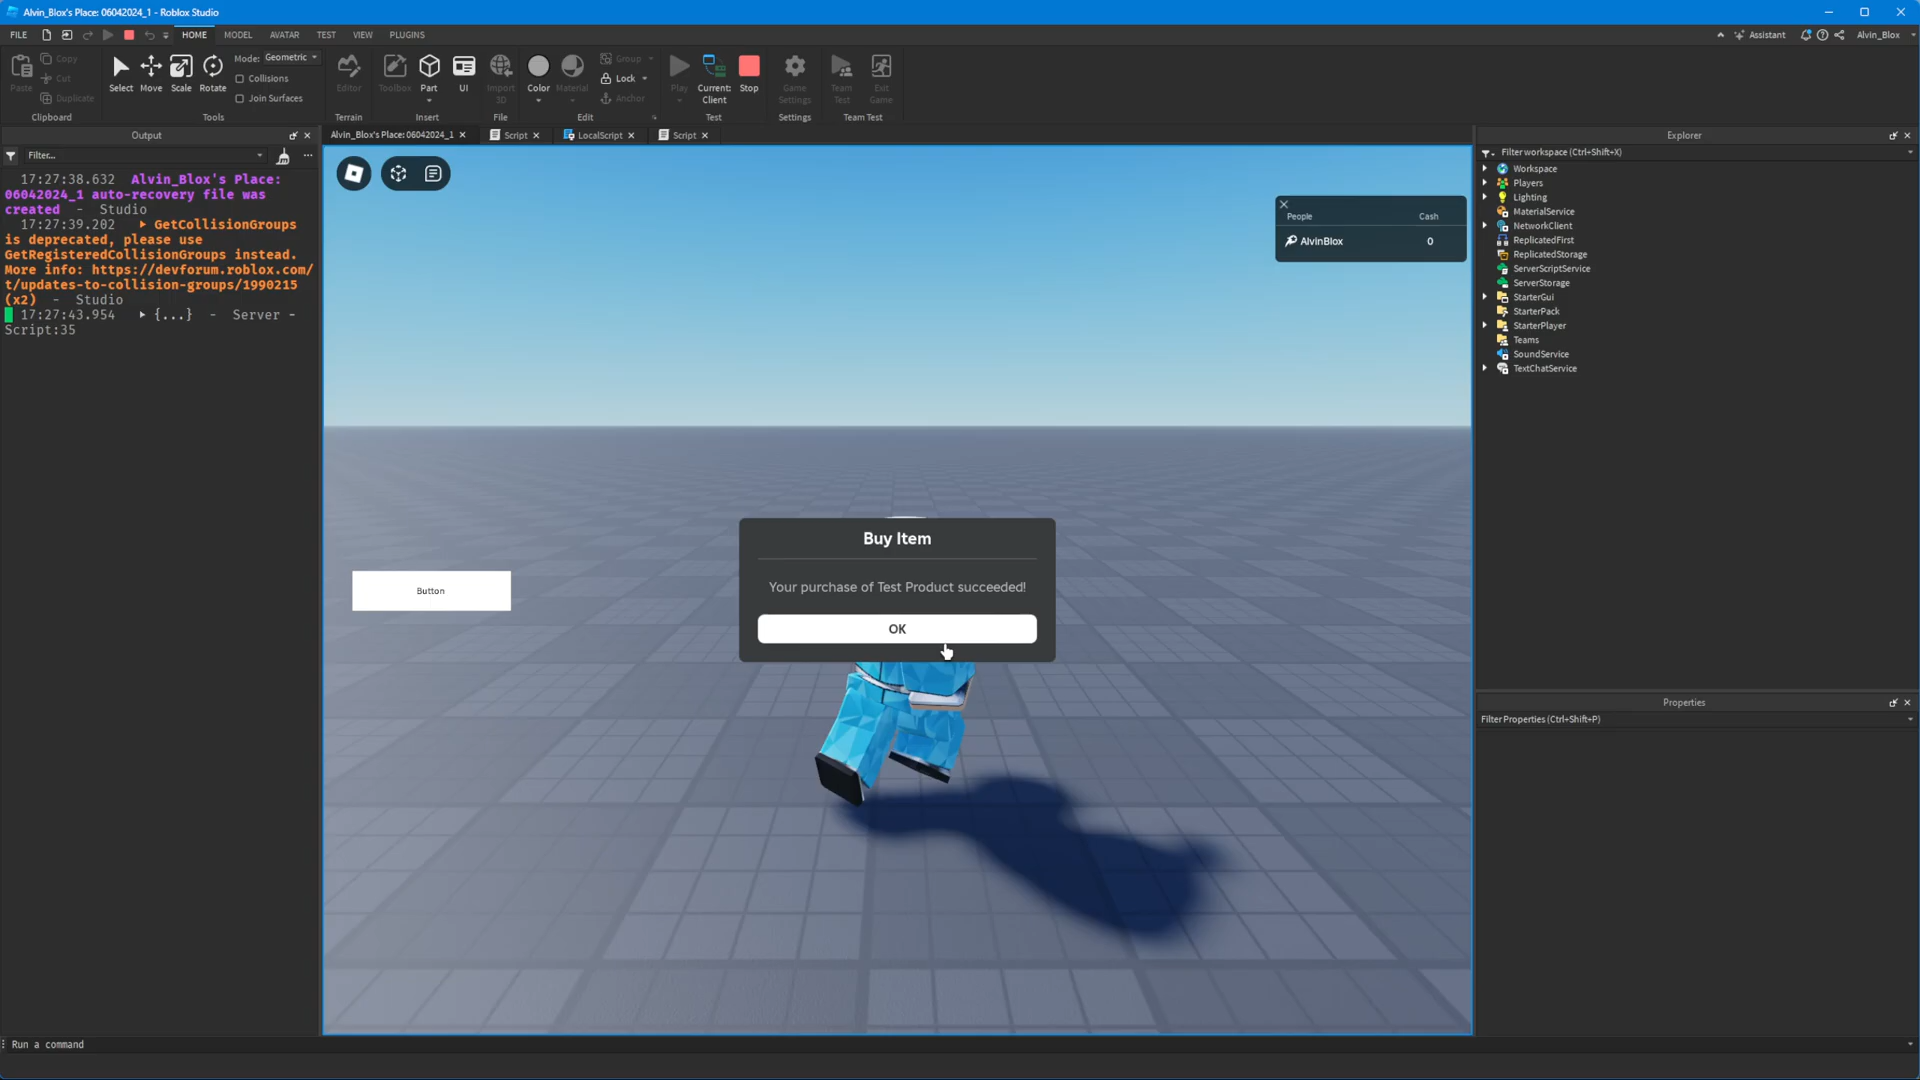 Alvin_Blox's Place: 06042024_1 - Roblox Studio
FILE
HOME
MODEL
AVATAR
TEST
VIEW
PLUGINS
Assistant
Alvin_Blox
Paste
Copy
Cut
Duplicate
Clipboard
Select
Move
Scale
Rotate
Mode: Geometric
Collisions
Join Surfaces
Tools
Editor
Terrain
Toolbox
Part
UI
Insert
Import
3D
File
Color
Material
Group
Lock
Anchor
Edit
Play
Current:
Client
Stop
Test
Game
Settings
Settings
Team
Test
Exit
Game
Team Test
Output
Filter...
17:27:38.632 Alvin_Blox's Place:
06042024_1 auto-recovery file was
created - Studio
17:27:39.202 GetCollisionGroups
is deprecated, please use
GetRegisteredCollisionGroups instead.
More info: https://devforum.roblox.com/
t/updates-to-collision-groups/1990215
(x2) - Studio
17:27:43.954 {...} - Server -
Script:35
Alvin_Blox's Place: 06042024_1
Script
LocalScript
Script
People
Cash
AlvinBlox
0
Button
Buy Item
Your purchase of Test Product succeeded!
OK
Explorer
Filter workspace (Ctrl+Shift+X)
Workspace
Players
Lighting
MaterialService
NetworkClient
ReplicatedFirst
ReplicatedStorage
ServerScriptService
ServerStorage
StarterGui
StarterPack
StarterPlayer
Teams
SoundService
TextChatService
Properties
Filter Properties (Ctrl+Shift+P)
Run a command